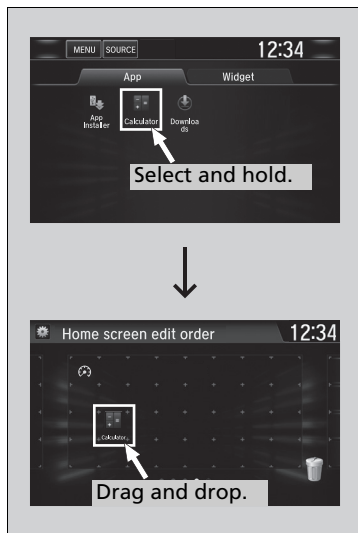 MENU SOURCE 12:34
App Widget
App
Installer
Calculator
Downloa
ds
Select and hold.
Home screen edit order 12:34
Calculator
Drag and drop.